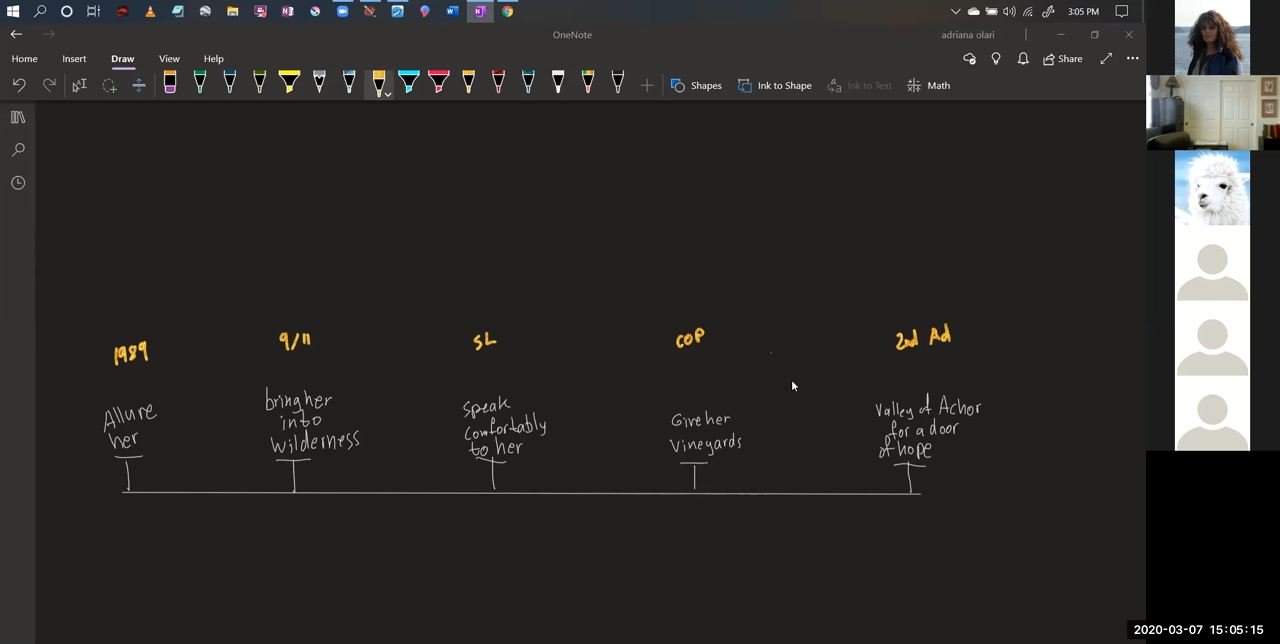 3:05 PM
OneNote
adriana olari
Home
Insert
Draw
View
Help
Share
Shapes
Ink to Shape
Ink to Text
Math
1989
9/11
SL
COP
2nd Ad
Allure
her
bring her
into
wilderness
speak
comfortably
to her
Give her
Vineyards
Valley of Achor
for a door
of hope
2020-03-07 15:05:15